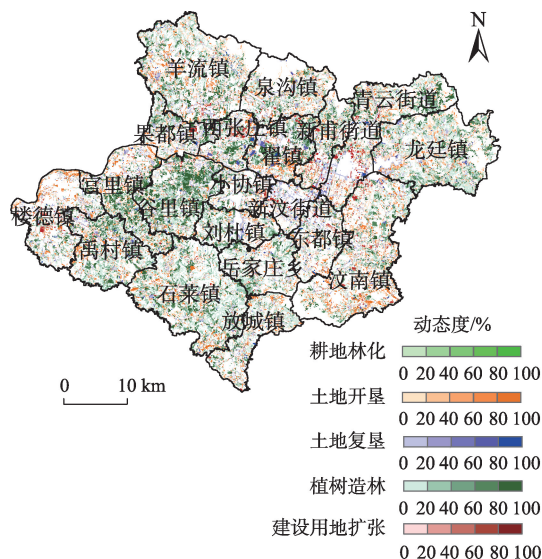 N
羊流镇
泉沟镇
青云街道
果都镇
西张庄镇
新甫街道
翟镇
龙廷镇
宫里镇
谷里镇
小协镇
新汶街道
楼德镇
禹村镇
刘杜镇
东都镇
岳家庄乡
汶南镇
石莱镇
放城镇
0 10 km
动态度/%
耕地林化
0 20 40 60 80 100
土地开垦
0 20 40 60 80 100
土地复垦
0 20 40 60 80 100
植树造林
0 20 40 60 80 100
建设用地扩张
0 20 40 60 80 100